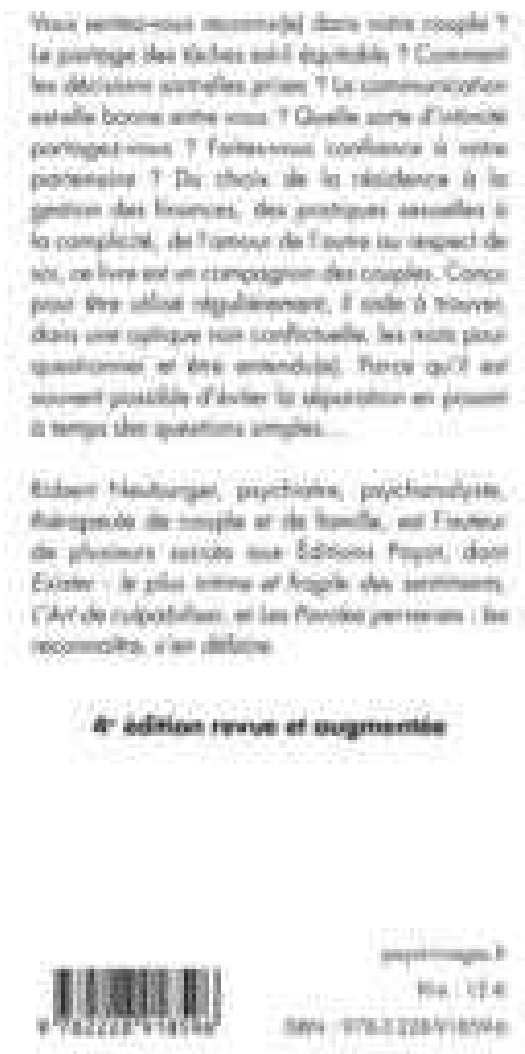 Vous sentez-vous reconnu(e) dans votre couple ?
Le partage des tâches est-il équitable ? Comment
les décisions sont-elles prises ? La communication
est-elle bonne entre vous ? Quelle sorte d'intimité
partagez-vous ? Faites-vous confiance à votre
partenaire ? Du choix de la résidence à la
gestion des finances, des pratiques sexuelles à
la complicité, de l'amour de l'autre au respect de
soi, ce livre est un compagnon des couples. Conçu
pour être utilisé régulièrement, il aide à trouver,
dans une optique non conflictuelle, les mots pour
questionner et être entendu(e). Parce qu'il est
souvent possible d'éviter la séparation en posant
à temps des questions simples...
Robert Neuburger, psychiatre, psychanalyste,
thérapeute de couple et de famille, est l'auteur
de plusieurs succès aux Éditions Payot, dont
Exister : le plus intime et fragile des sentiments,
L'Art de culpabiliser, et Les Paroles perverses : les
reconnaître, s'en défaire.
4e édition revue et augmentée
payot-rivages.fr
ISBN : 978-2-228-91859-6